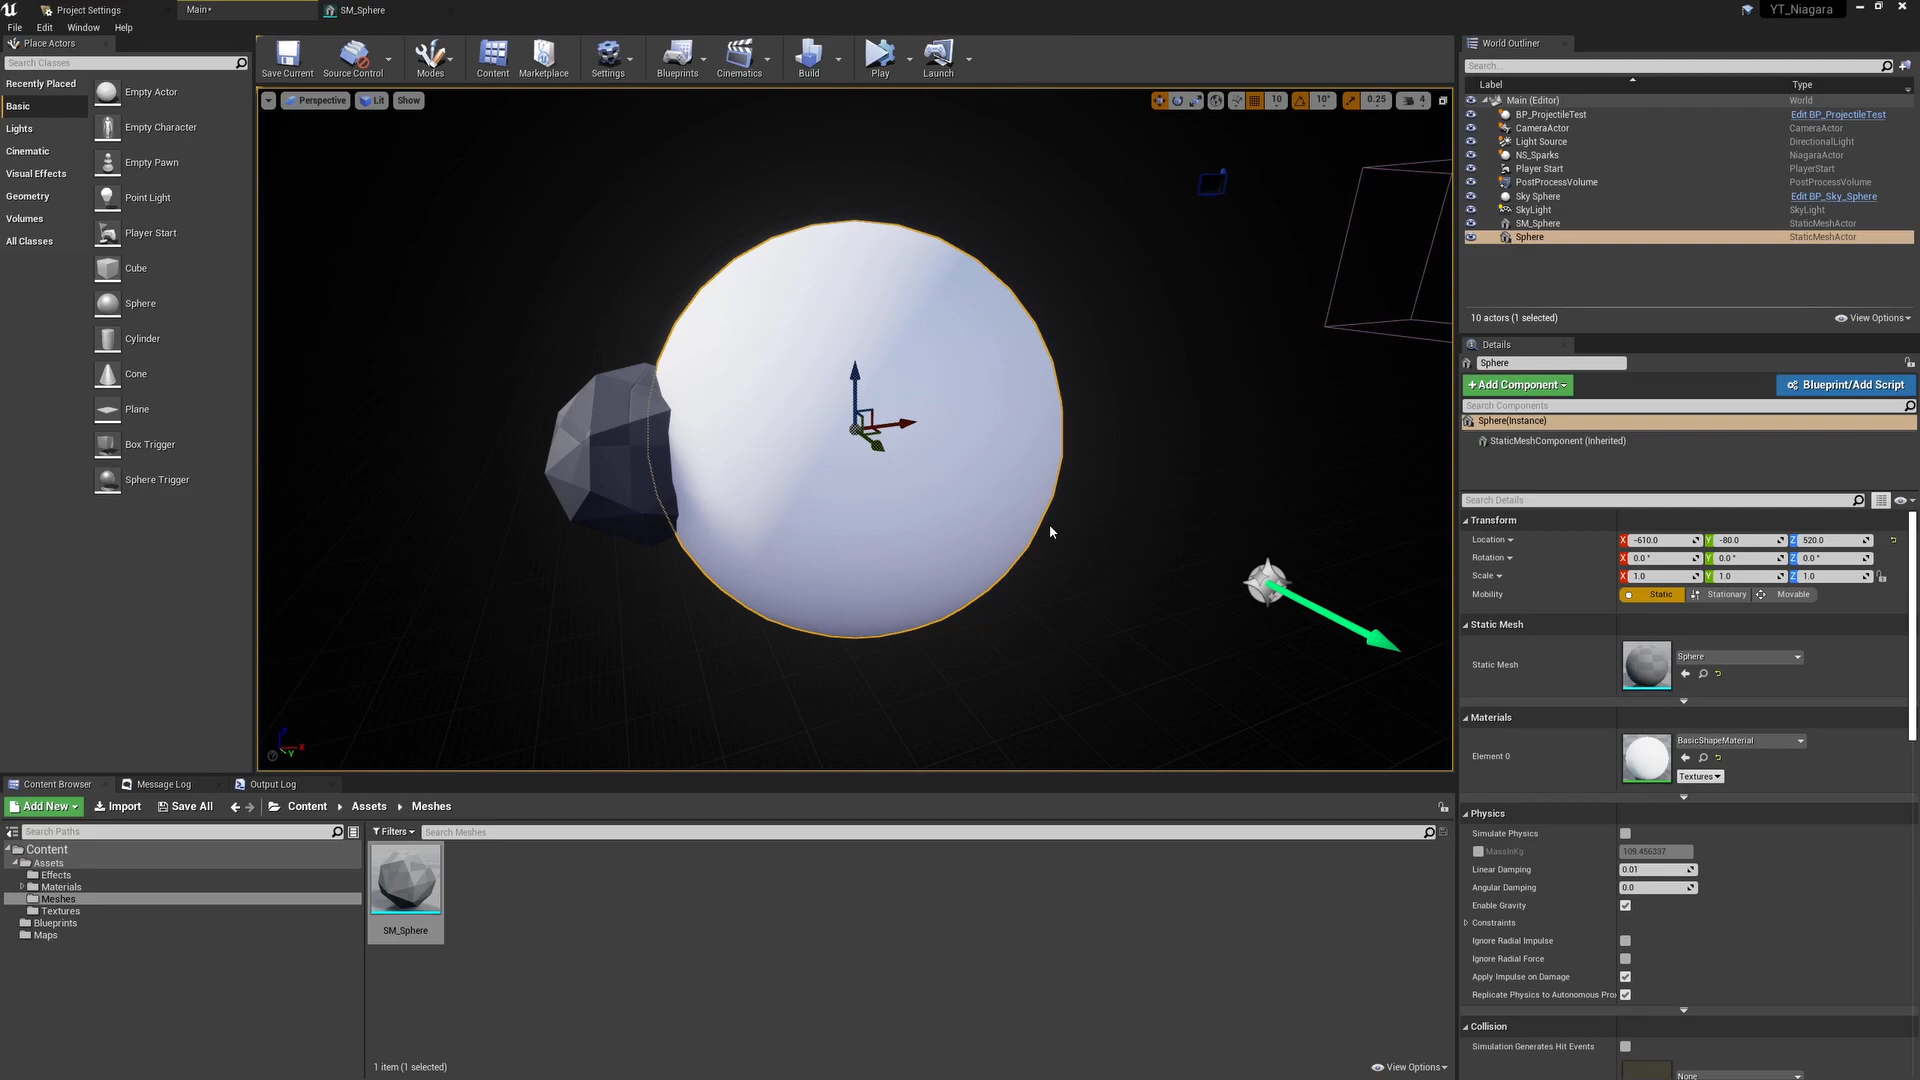 Project Settings
Main*
SM_Sphere
YT_Niagara
File Edit Window Help
Place Actors
Search Classes
Recently Placed
Basic
Lights
Cinematic
Visual Effects
Geometry
Volumes
All Classes
Empty Actor
Empty Character
Empty Pawn
Point Light
Player Start
Cube
Sphere
Cylinder
Cone
Plane
Box Trigger
Sphere Trigger
Save Current
Source Control
Modes
Content
Marketplace
Settings
Blueprints
Cinematics
Build
Play
Launch
Perspective
Lit
Show
10
10°
0.25
4
X
Y
World Outliner
Search...
Label Type
Main (Editor) World
BP_ProjectileTest Edit BP_ProjectileTest
CameraActor CameraActor
Light Source DirectionalLight
NS_Sparks NiagaraActor
Player Start PlayerStart
PostProcessVolume PostProcessVolume
Sky Sphere Edit BP_Sky_Sphere
SkyLight SkyLight
SM_Sphere StaticMeshActor
Sphere StaticMeshActor
10 actors (1 selected)
View Options
Details
Sphere
+Add Component
Blueprint/Add Script
Search Components
Sphere(Instance)
StaticMeshComponent (Inherited)
Search Details
Transform
Location X -610.0 Y -80.0 Z 520.0
Rotation X 0.0° Y 0.0° Z 0.0°
Scale X 1.0 Y 1.0 Z 1.0
Mobility Static Stationary Movable
Static Mesh
Static Mesh
Sphere
Materials
Element 0
BasicShapeMaterial
Textures
Physics
Simulate Physics
MassInKg 109.456337
Linear Damping 0.01
Angular Damping 0.0
Enable Gravity
Constraints
Ignore Radial Impulse
Ignore Radial Force
Apply Impulse on Damage
Replicate Physics to Autonomous Pro
Collision
Simulation Generates Hit Events
None
Content Browser
Message Log
Output Log
Add New
Import
Save All
Content
Assets
Meshes
Search Paths
Filters
Search Meshes
Content
Assets
Effects
Materials
Meshes
Textures
Blueprints
Maps
SM_Sphere
1 item (1 selected)
View Options